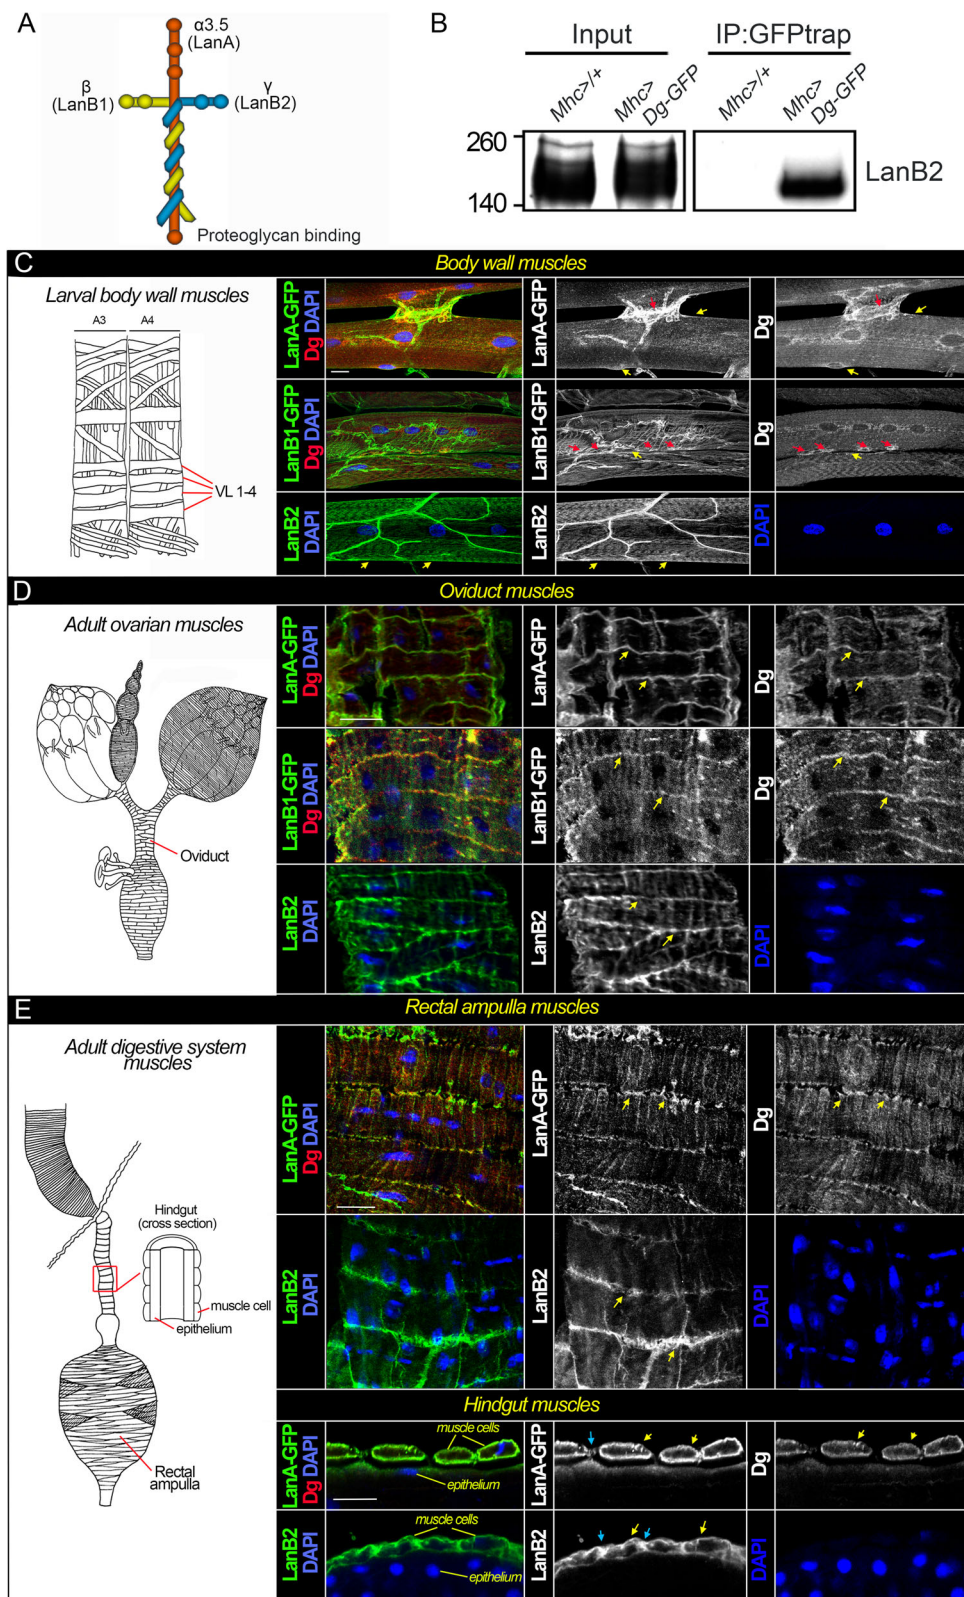 A
α3.5
(LanA)
β
(LanB1)
γ
(LanB2)
Proteoglycan binding
B
Input
IP:GFPtrap
Mhc>/+
Mhc>
Dg-GFP
Mhc>/+
Mhc>
Dg-GFP
260
140
LanB2
C
Body wall muscles
Larval body wall muscles
A3
A4
VL 1-4
LanA-GFP
Dg DAPI
LanA-GFP
Dg
LanB1-GFP
Dg DAPI
LanB1-GFP
Dg
LanB2
DAPI
LanB2
DAPI
D
Oviduct muscles
Adult ovarian muscles
Oviduct
LanA-GFP
Dg DAPI
LanA-GFP
Dg
LanB1-GFP
Dg DAPI
LanB1-GFP
Dg
LanB2
DAPI
LanB2
DAPI
E
Rectal ampulla muscles
Adult digestive system
muscles
Hindgut
(cross section)
muscle cell
epithelium
Rectal
ampulla
LanA-GFP
Dg DAPI
LanA-GFP
Dg
LanB2
DAPI
LanB2
DAPI
Hindgut muscles
LanA-GFP
Dg DAPI
muscle cells
epithelium
LanA-GFP
Dg
LanB2
DAPI
muscle cells
epithelium
LanB2
DAPI